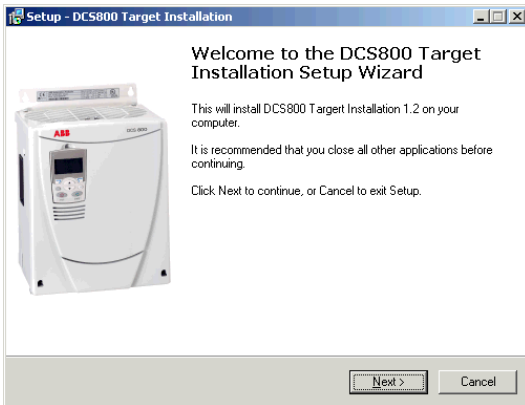 Setup - DCS800 Target Installation
Welcome to the DCS800 Target
Installation Setup Wizard
This will install DCS800 Targert Installation 1.2 on your
computer.
It is recommended that you close all other applications before
continuing.
Click Next to continue, or Cancel to exit Setup.
ABB
DCS 800
Next >
Cancel